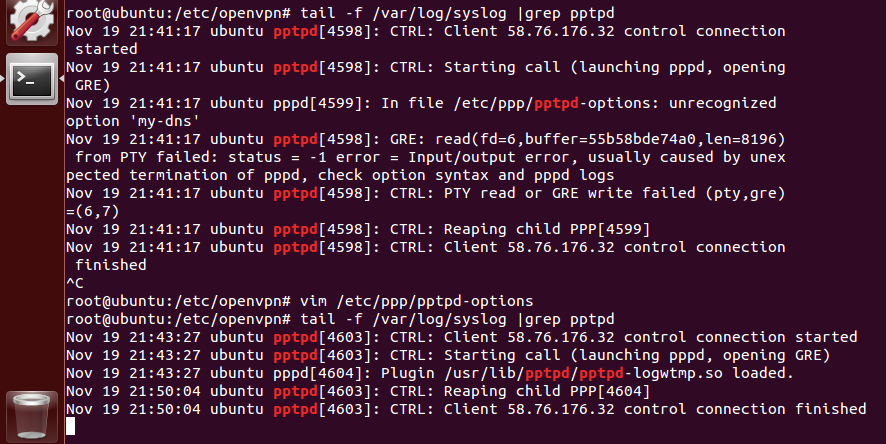 root@ubuntu:/etc/openvpn# tail -f /var/log/syslog |grep pptpd
Nov 19 21:41:17 ubuntu pptpd[4598]: CTRL: Client 58.76.176.32 control connection
 started
Nov 19 21:41:17 ubuntu pptpd[4598]: CTRL: Starting call (launching pppd, opening
 GRE)
Nov 19 21:41:17 ubuntu pppd[4599]: In file /etc/ppp/pptpd-options: unrecognized
option 'my-dns'
Nov 19 21:41:17 ubuntu pptpd[4598]: GRE: read(fd=6,buffer=55b58bde74a0,len=8196)
 from PTY failed: status = -1 error = Input/output error, usually caused by unex
pected termination of pppd, check option syntax and pppd logs
Nov 19 21:41:17 ubuntu pptpd[4598]: CTRL: PTY read or GRE write failed (pty,gre)
=(6,7)
Nov 19 21:41:17 ubuntu pptpd[4598]: CTRL: Reaping child PPP[4599]
Nov 19 21:41:17 ubuntu pptpd[4598]: CTRL: Client 58.76.176.32 control connection
 finished
^C
root@ubuntu:/etc/openvpn# vim /etc/ppp/pptpd-options
root@ubuntu:/etc/openvpn# tail -f /var/log/syslog |grep pptpd
Nov 19 21:43:27 ubuntu pptpd[4603]: CTRL: Client 58.76.176.32 control connection started
Nov 19 21:43:27 ubuntu pptpd[4603]: CTRL: Starting call (launching pppd, opening GRE)
Nov 19 21:43:27 ubuntu pppd[4604]: Plugin /usr/lib/pptpd/pptpd-logwtmp.so loaded.
Nov 19 21:50:04 ubuntu pptpd[4603]: CTRL: Reaping child PPP[4604]
Nov 19 21:50:04 ubuntu pptpd[4603]: CTRL: Client 58.76.176.32 control connection finished